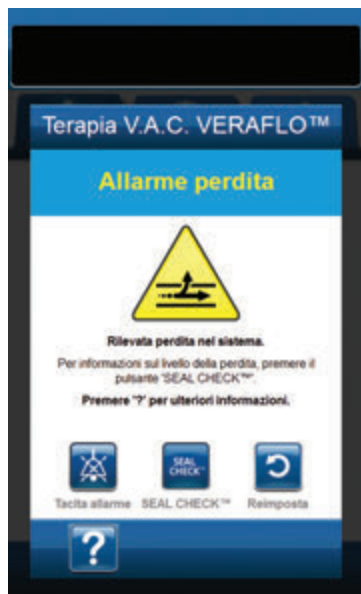 Terapia V.A.C. VERAFLO™
Allarme perdita
Rilevata perdita nel sistema.
Per informazioni sul livello della perdita, premere il
pulsante 'SEAL CHECK™'.
Premere '?' per ulteriori informazioni.
SEAL
CHECK™
Tacita allarme SEAL CHECK™ Reimposta
?